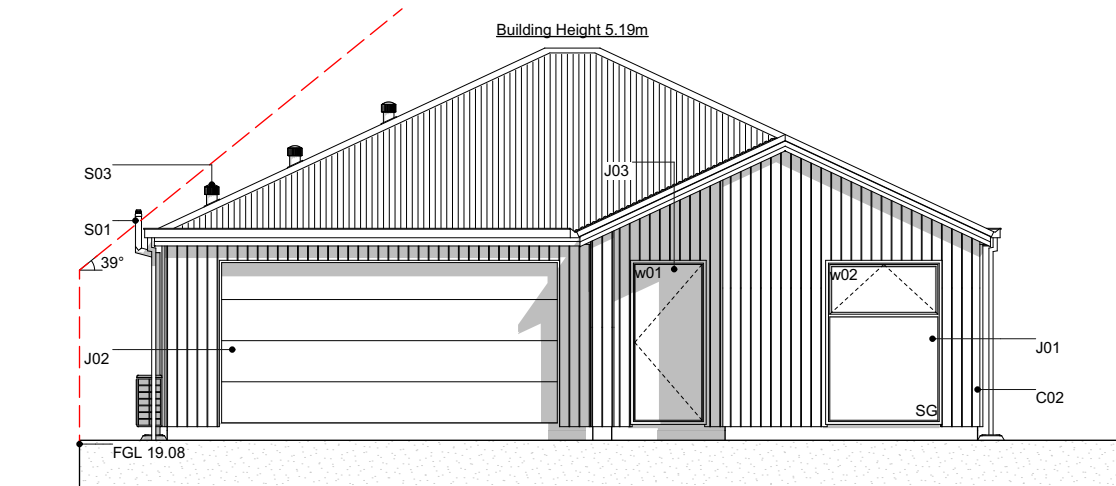 Building Height 5.19m
S03
J03
S01
39°
w01
w02
J02
J01
C02
SG
FGL 19.08